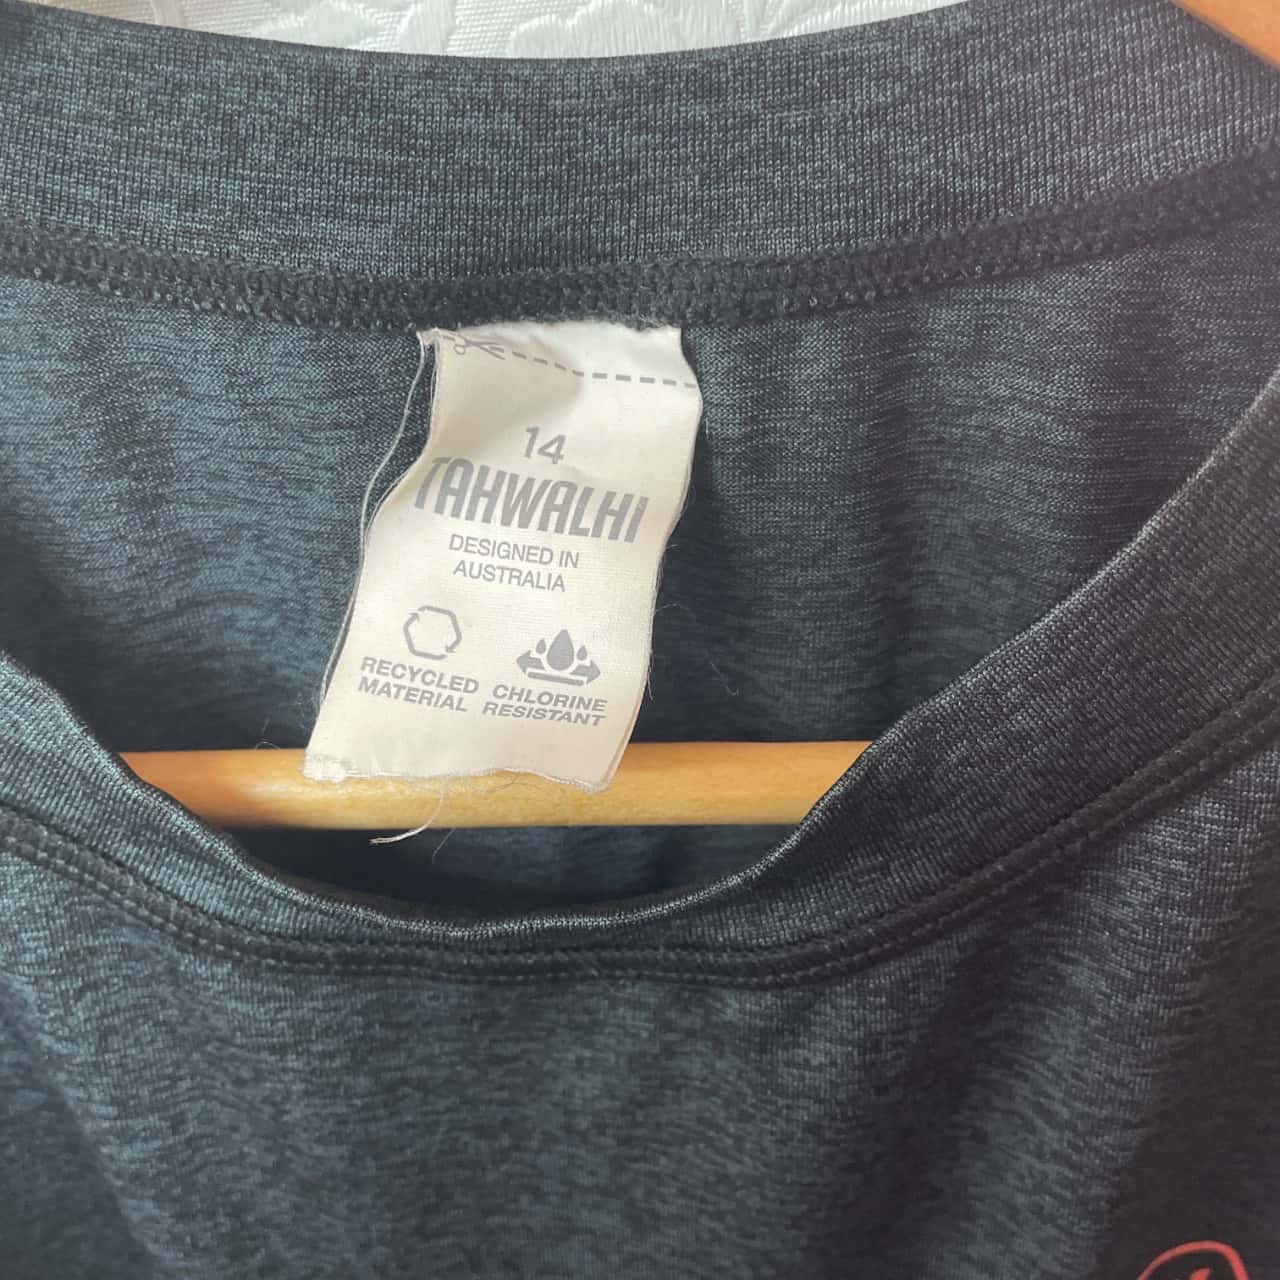 14
TAHWALHI
DESIGNED IN
AUSTRALIA
RECYCLED
MATERIAL
CHLORINE
RESISTANT